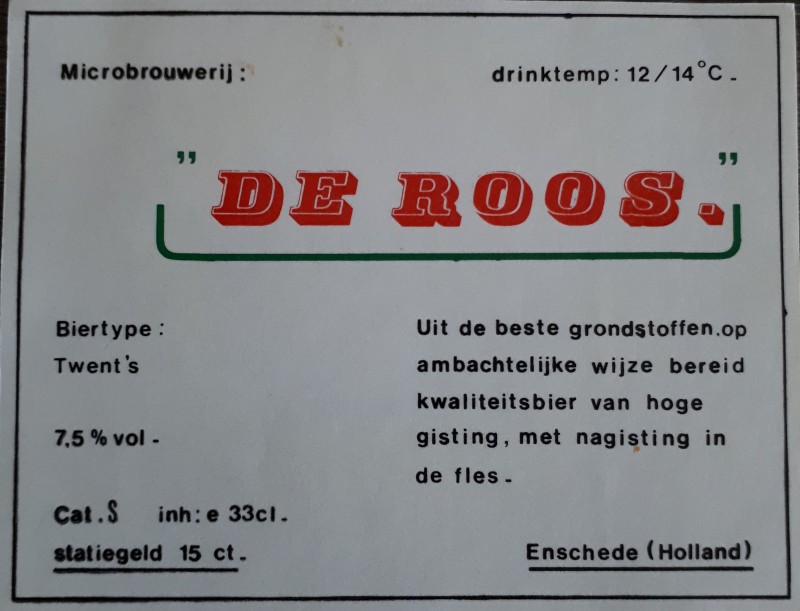 Microbrouwerij: drinktemp: 12/14°C.
"DE ROOS."
Biertype:
Twent's
7,5% vol.
Uit de beste grondstoffen.op
ambachtelijke wijze bereid
kwaliteitsbier van hoge
gisting, met nagisting in
de fles.
Cat.S inh: e 33cl.
statiegeld 15 ct.
Enschede (Holland)